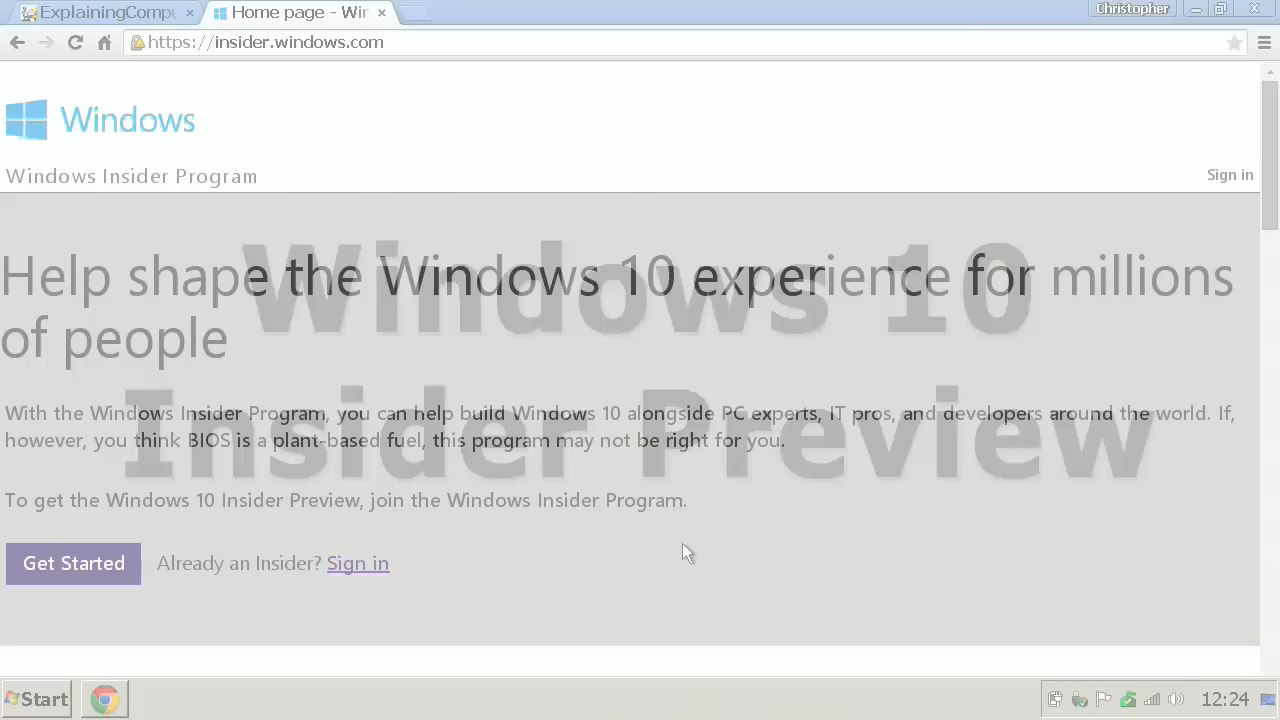 ExplainingCompu
Home page - Wir
Christopher
https://insider.windows.com
Windows
Windows Insider Program
Sign in
Windows 10
Insider Preview
Help shape the Windows 10 experience for millions
of people
With the Windows Insider Program, you can help build Windows 10 alongside PC experts, IT pros, and developers around the world. If,
however, you think BIOS is a plant-based fuel, this program may not be right for you.
To get the Windows 10 Insider Preview, join the Windows Insider Program.
Get Started
Already an Insider? Sign in
Start
12:24